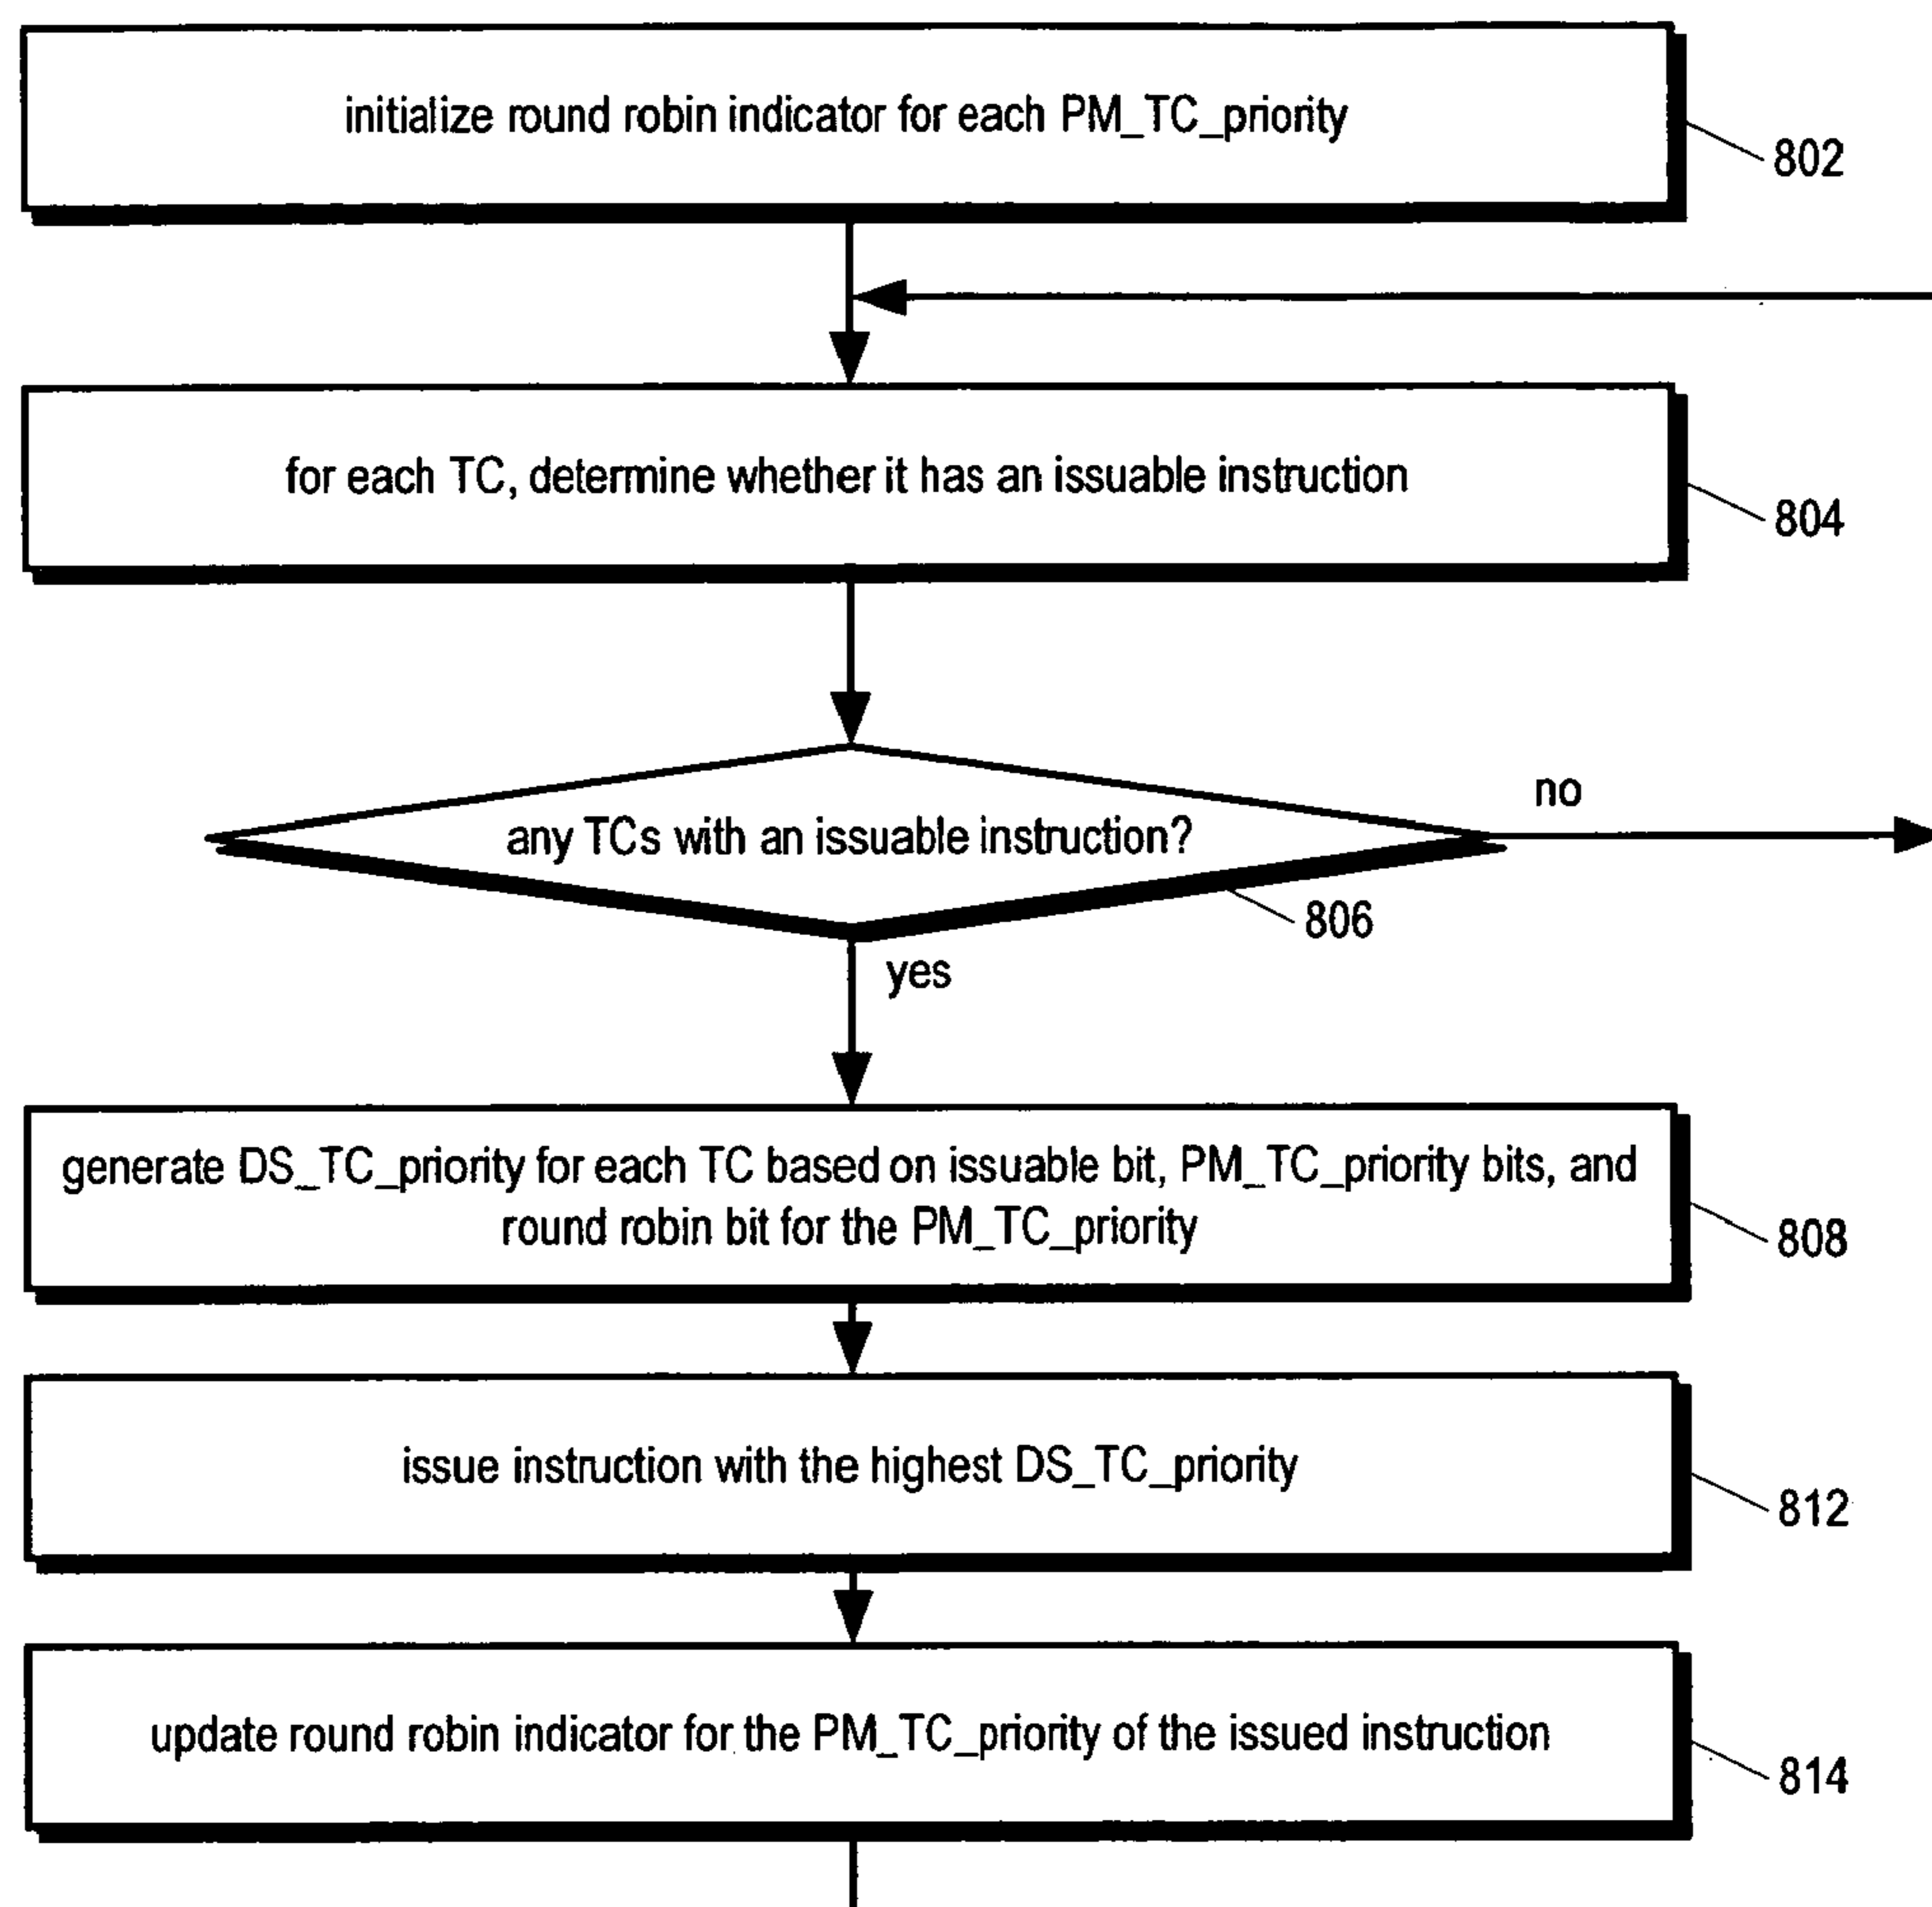 initialize round robin indicator for each PM_TC_priority
802
for each TC, determine whether it has an issuable instruction
804
any TCs with an issuable instruction?
no
806
yes
generate DS_TC_priority for each TC based on issuable bit, PM_TC_priority bits, and
round robin bit for the PM_TC_priority
808
issue instruction with the highest DS_TC_priority
812
update round robin indicator for the PM_TC_priority of the issued instruction
814